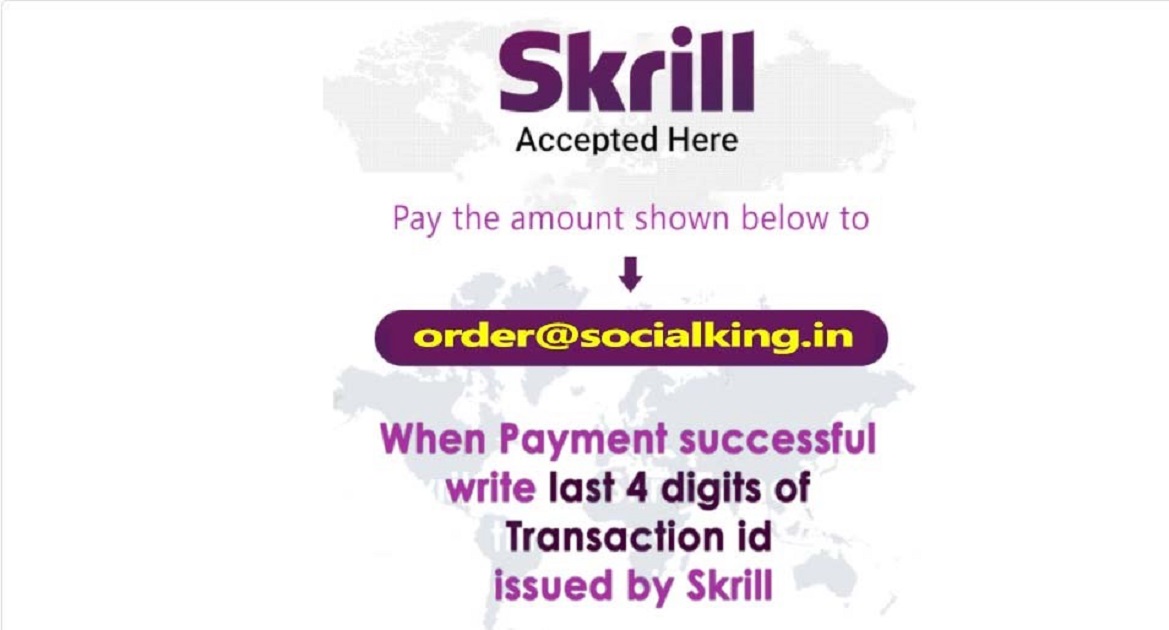 Skrill
Accepted Here
Pay the amount shown below to
order@socialking.in
When Payment successful
write last 4 digits of
Transaction id
issued by Skrill